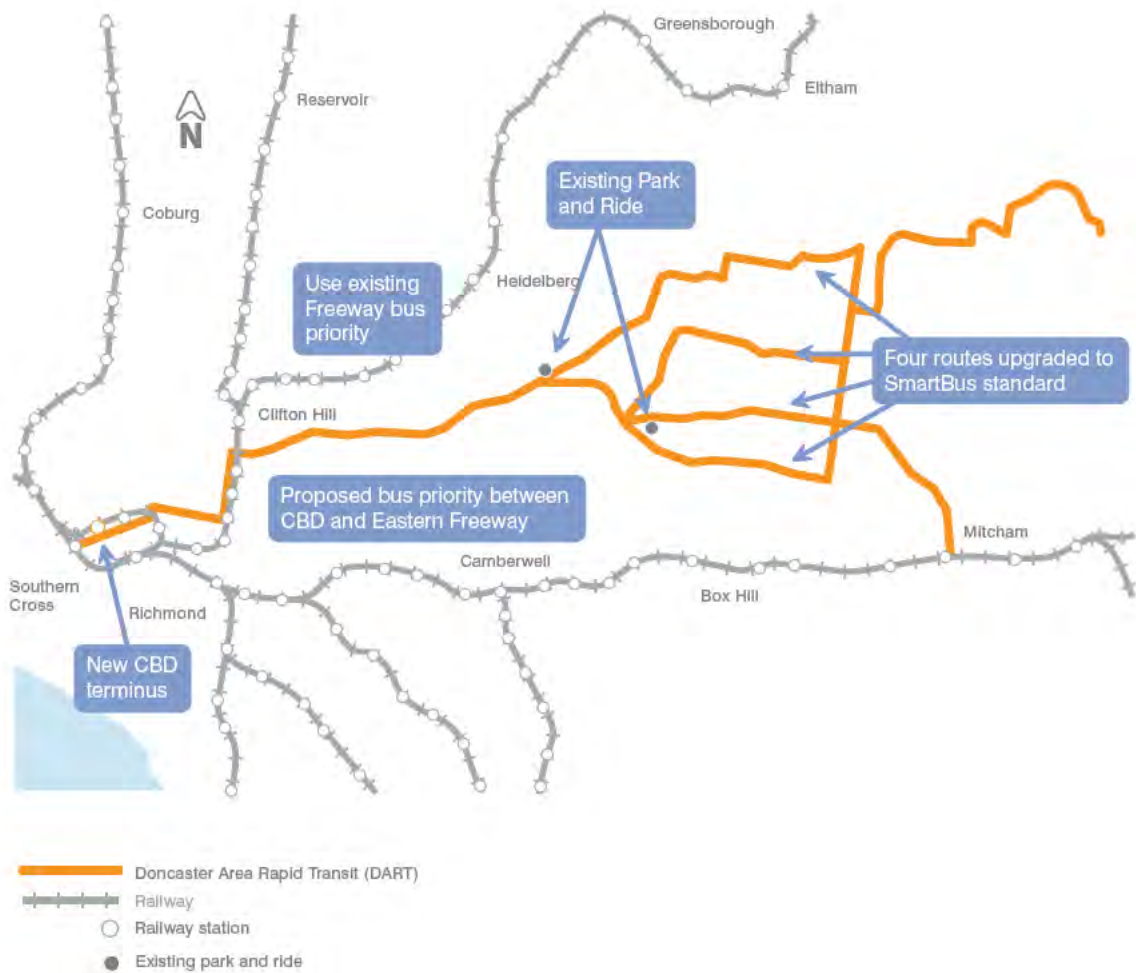 Greensborough
Eltham
Reservoir
N
Existing Park
and Ride
Coburg
Use existing
Freeway bus
priority
Heidelberg
Four routes upgraded to
SmartBus standard
Clifton Hill
Proposed bus priority between
CBD and Eastern Freeway
Mitcham
Camberwell
Southern
Cross
Box Hill
Richmond
New CBD
terminus
Doncaster Area Rapid Transit (DART)
Railway
Railway station
Existing park and ride